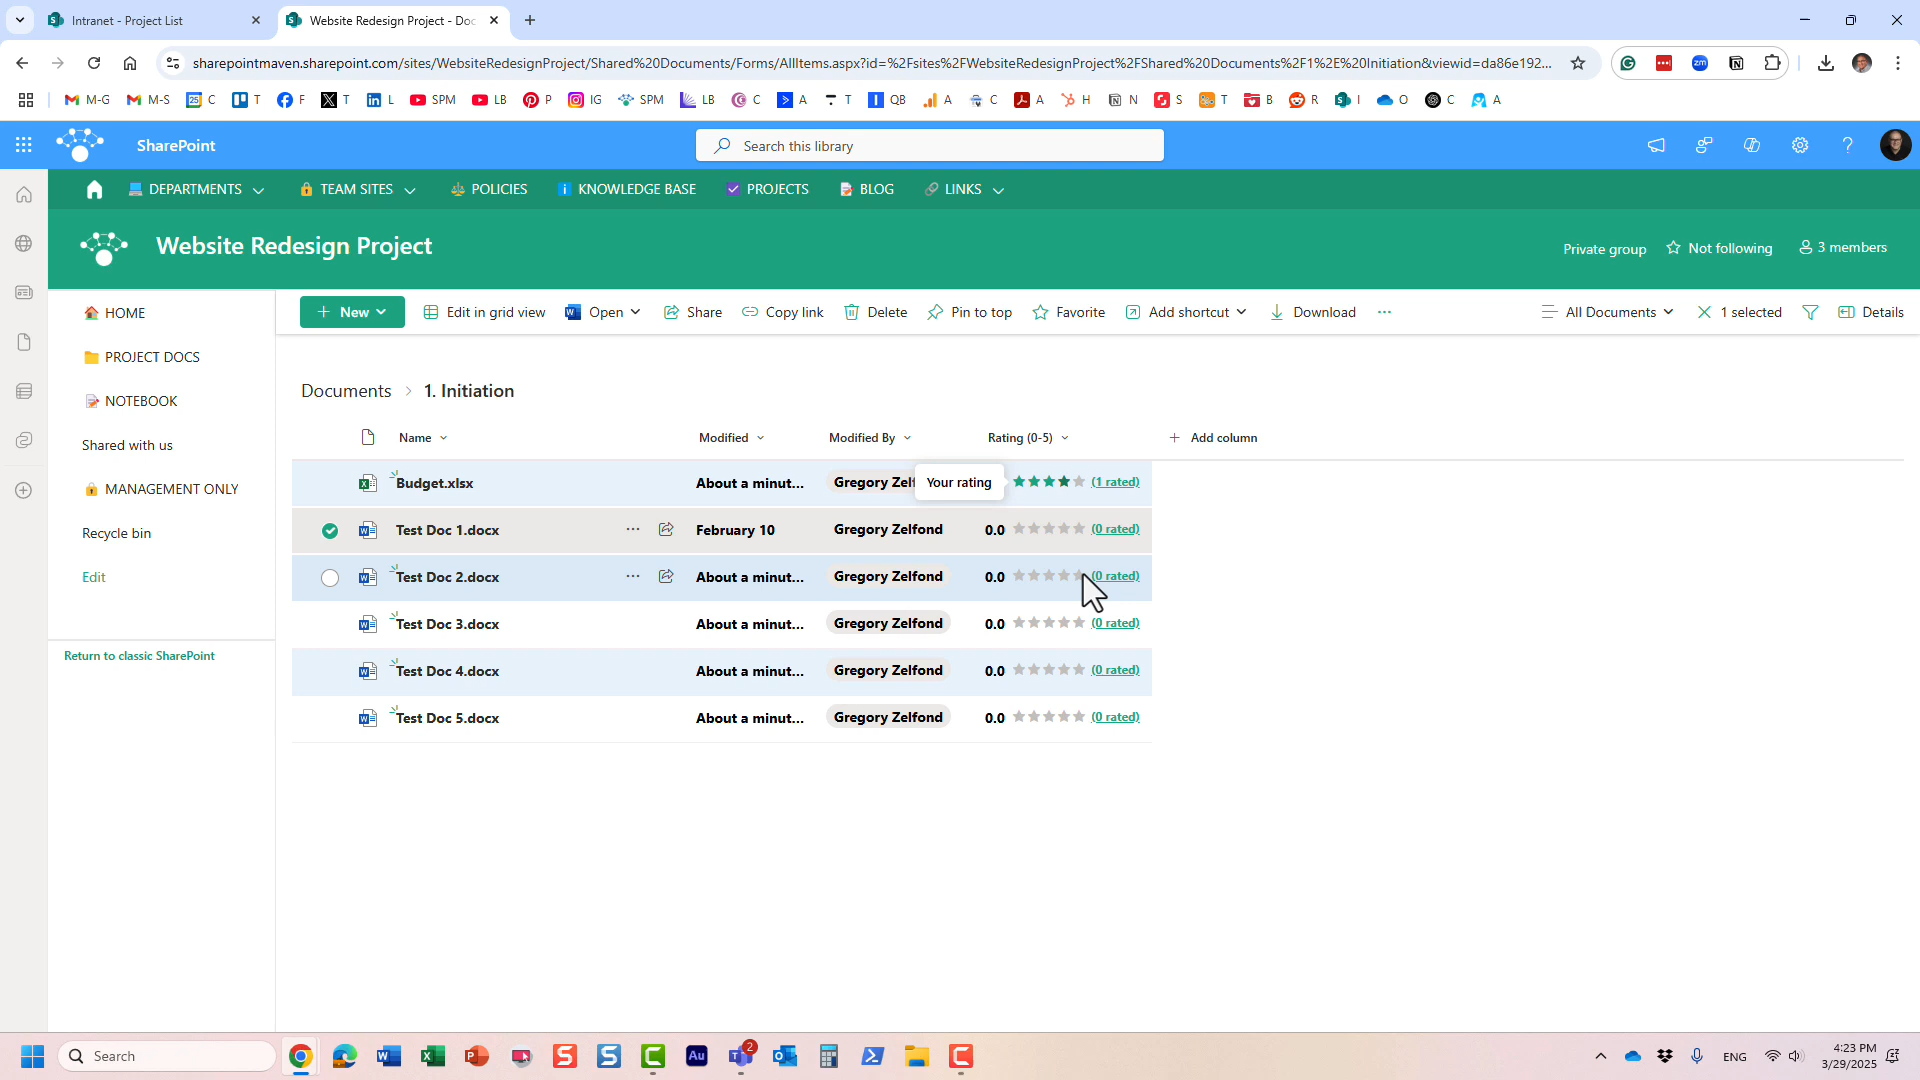 Intranet - Project List
Website Redesign Project - Doc
sharepointmaven.sharepoint.com/sites/WebsiteRedesignProject/Shared%20Documents/Forms/AllItems.aspx?id=%2Fsites%2FWebsiteRedesignProject%2FShared%20Documents%2F1%2E%20Initiation&viewid=da86e192...
M-G M-S C T F T L SPM LB P IG SPM LB C A T QB A C A H N S T B R I O C A
SharePoint
Search this library
DEPARTMENTS TEAM SITES POLICIES KNOWLEDGE BASE PROJECTS BLOG LINKS
Website Redesign Project
Private group Not following 3 members
HOME
PROJECT DOCS
NOTEBOOK
Shared with us
MANAGEMENT ONLY
Recycle bin
Edit
Return to classic SharePoint
New Edit in grid view Open Share Copy link Delete Pin to top Favorite Add shortcut Download ... All Documents 1 selected Details
Documents > 1. Initiation
Name Modified Modified By Rating (0-5) + Add column
Budget.xlsx About a minut... Gregory Zelf Your rating (1 rated)
Test Doc 1.docx ... February 10 Gregory Zelfond 0.0 (0 rated)
Test Doc 2.docx ... About a minut... Gregory Zelfond 0.0 (0 rated)
Test Doc 3.docx About a minut... Gregory Zelfond 0.0 (0 rated)
Test Doc 4.docx About a minut... Gregory Zelfond 0.0 (0 rated)
Test Doc 5.docx About a minut... Gregory Zelfond 0.0 (0 rated)
Search
2
ENG
4:23 PM
3/29/2025